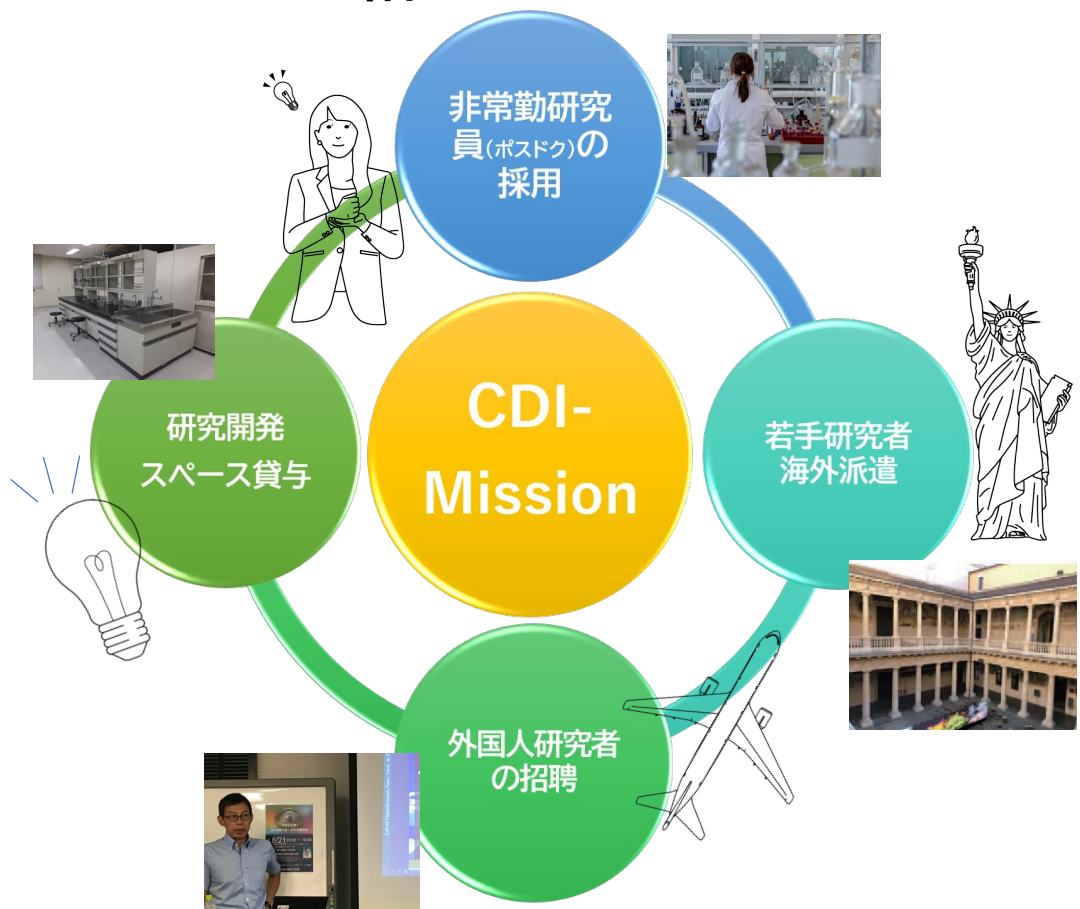 非常勤研究
員(ポスドク)の
採用
CDI-
Mission
研究開発
スペース貸与
若手研究者
海外派遣
外国人研究者
の招聘
8/21